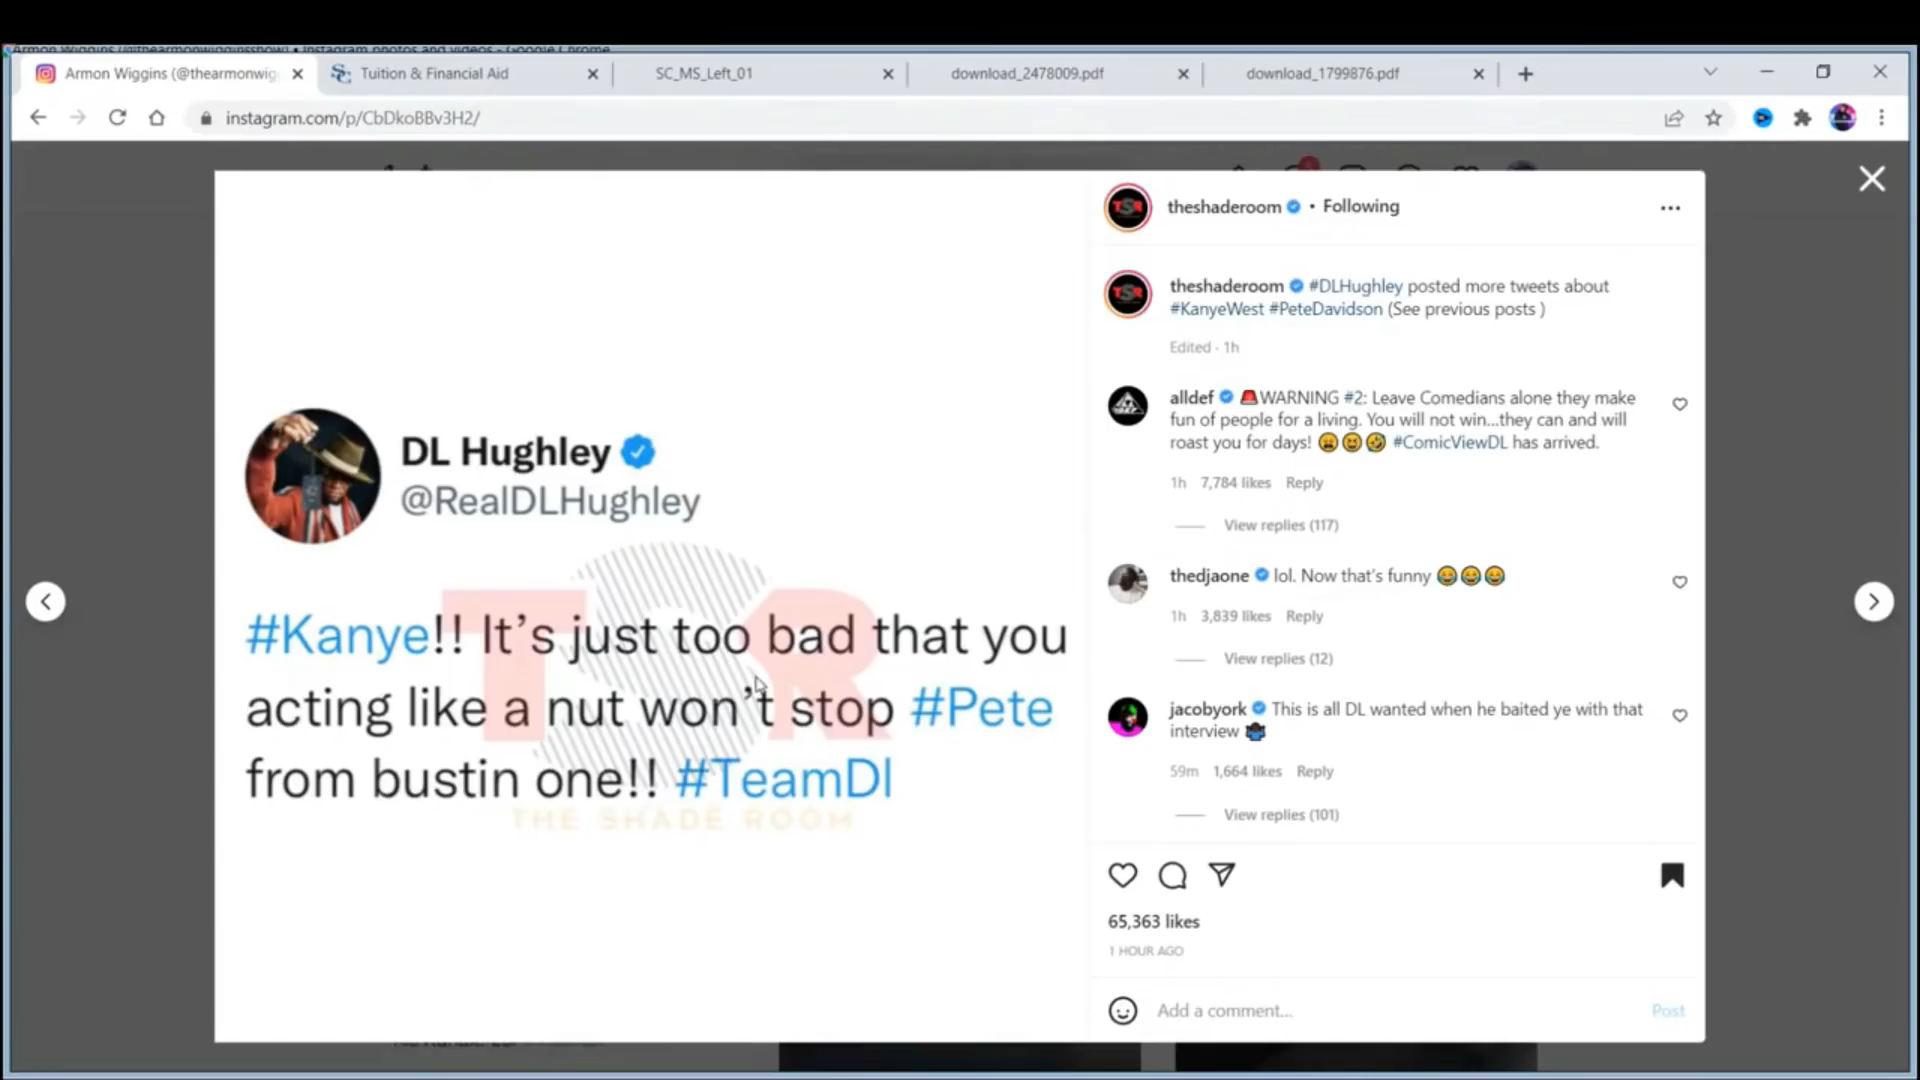 Armon Wiggins (@thearmonwigginsshow) • Instagram photos and videos - Google Chrome
Armon Wiggins (@thearmonwig
Tuition & Financial Aid
SC_MS_Left_01
download_2478009.pdf
download_1799876.pdf
instagram.com/p/CbDkoBBv3H2/
TSR
theshaderoom • Following
TSR
theshaderoom #DLHughley posted more tweets about
#KanyeWest #PeteDavidson (See previous posts )
Edited · 1h
alldef 🚨WARNING #2: Leave Comedians alone they make
fun of people for a living. You will not win...they can and will
roast you for days! 😩😆🤣 #ComicViewDL has arrived.
1h 7,784 likes Reply
View replies (117)
thedjaone lol. Now that's funny 😂😂😂
1h 3,839 likes Reply
View replies (12)
jacobyork This is all DL wanted when he baited ye with that
interview 🤷🏿‍♂️
59m 1,664 likes Reply
View replies (101)
65,363 likes
1 HOUR AGO
Add a comment...
Post
DL Hughley
@RealDLHughley
#Kanye!! It’s just too bad that you
acting like a nut won’t stop #Pete
from bustin one!! #TeamDl
TSR
THE SHADE ROOM